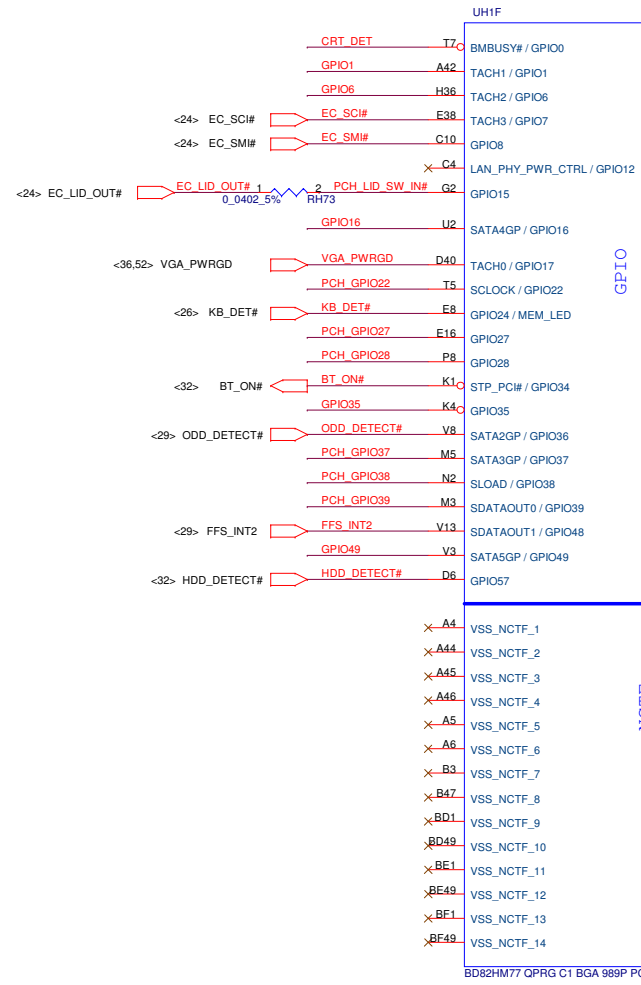 UH1F
CRT_DET T7 BMBUSY# / GPIO0
GPIO1 A42 TACH1 / GPIO1
GPIO6 H36 TACH2 / GPIO6
<24> EC_SCI# EC_SCI# E38 TACH3 / GPIO7
<24> EC_SMI# EC_SMI# C10 GPIO8
C4 LAN_PHY_PWR_CTRL / GPIO12
<24> EC_LID_OUT# EC_LID_OUT# 1 2 PCH_LID_SW_IN# G2 GPIO15
0_0402_5% RH73
GPIO16 U2 SATA4GP / GPIO16
<36,52> VGA_PWRGD VGA_PWRGD D40 TACH0 / GPIO17
PCH_GPIO22 T5 SCLOCK / GPIO22
<26> KB_DET# KB_DET# E8 GPIO24 / MEM_LED
PCH_GPIO27 E16 GPIO27
PCH_GPIO28 P8 GPIO28
<32> BT_ON# BT_ON# K1 STP_PCI# / GPIO34
GPIO35 K4 GPIO35
<29> ODD_DETECT# ODD_DETECT# V8 SATA2GP / GPIO36
PCH_GPIO37 M5 SATA3GP / GPIO37
PCH_GPIO38 N2 SLOAD / GPIO38
PCH_GPIO39 M3 SDATAOUT0 / GPIO39
<29> FFS_INT2 FFS_INT2 V13 SDATAOUT1 / GPIO48
GPIO49 V3 SATA5GP / GPIO49
<32> HDD_DETECT# HDD_DETECT# D6 GPIO57
GPIO
A4 VSS_NCTF_1
A44 VSS_NCTF_2
A45 VSS_NCTF_3
A46 VSS_NCTF_4
A5 VSS_NCTF_5
A6 VSS_NCTF_6
B3 VSS_NCTF_7
B47 VSS_NCTF_8
BD1 VSS_NCTF_9
BD49 VSS_NCTF_10
BE1 VSS_NCTF_11
BE49 VSS_NCTF_12
BF1 VSS_NCTF_13
BF49 VSS_NCTF_14
BD82HM77 QPRG C1 BGA 989P